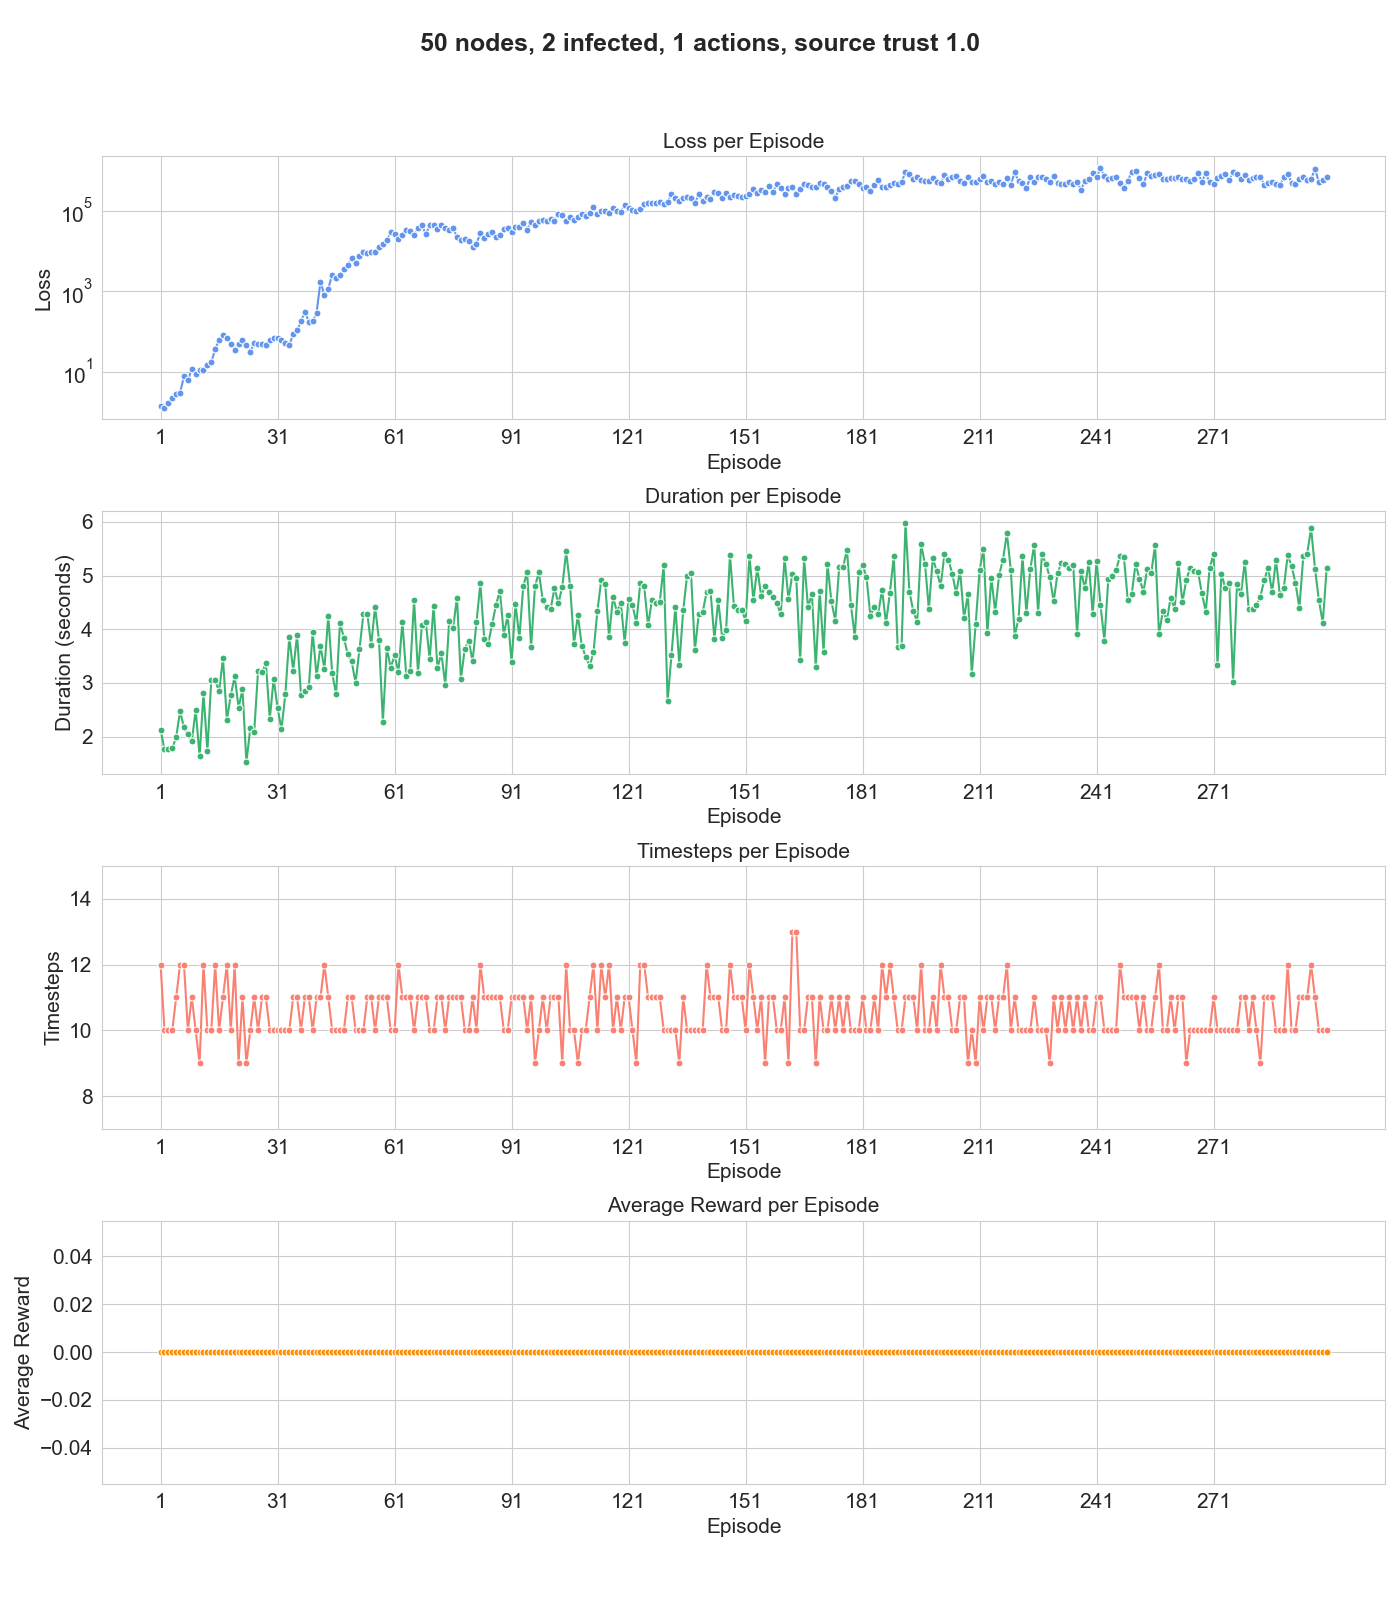 50 nodes, 2 infected, 1 actions, source trust 1.0
Loss per Episode
Loss
10^5
10^3
10^1
1 31 61 91 121 151 181 211 241 271
Episode
Duration per Episode
Duration (seconds)
6
5
4
3
2
1 31 61 91 121 151 181 211 241 271
Episode
Timesteps per Episode
Timesteps
14
12
10
8
1 31 61 91 121 151 181 211 241 271
Episode
Average Reward per Episode
Average Reward
0.04
0.02
0.00
−0.02
−0.04
1 31 61 91 121 151 181 211 241 271
Episode